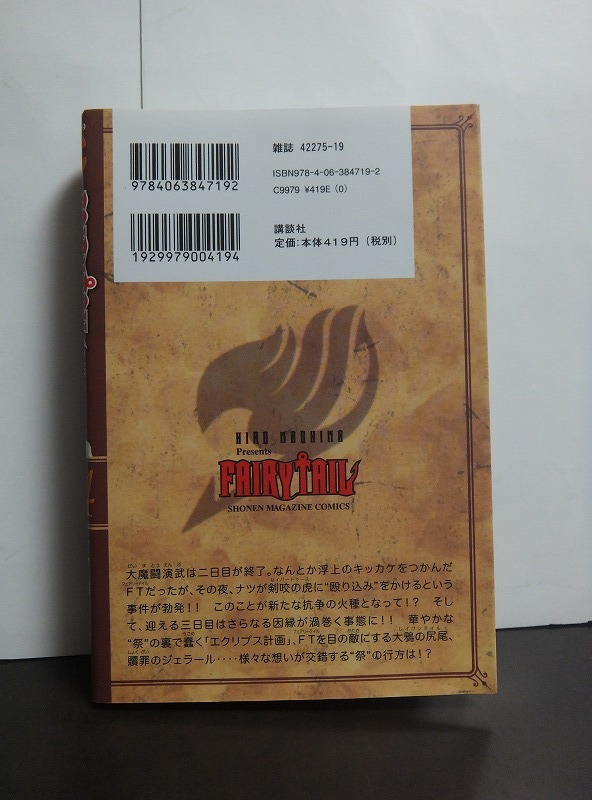 雑誌 42275-19
ISBN978-4-06-384719-2
C9979 ¥419E (0)
9784063847192
講談社
定価:本体419円(税別)
1929979004194
HIRO MASHIMA
Presents
FAIRY TAIL
SHONEN MAGAZINE COMICS
大魔闘演武は二日目が終了。なんとか浮上のキッカケをつかんだ
FTだったが、その夜、ナツが剣咬の虎に“殴り込み”をかけるという
事件が勃発!! このことが新たな抗争の火種となって!? そし
て、迎える三日目はさらなる因縁が渦巻く事態に!! 華やかな
“祭”の裏で蠢く「エクリプス計画」、FTを目の敵にする大鴉の尻尾、
贖罪のジェラール‥‥様々な想いが交錯する“祭”の行方は!?